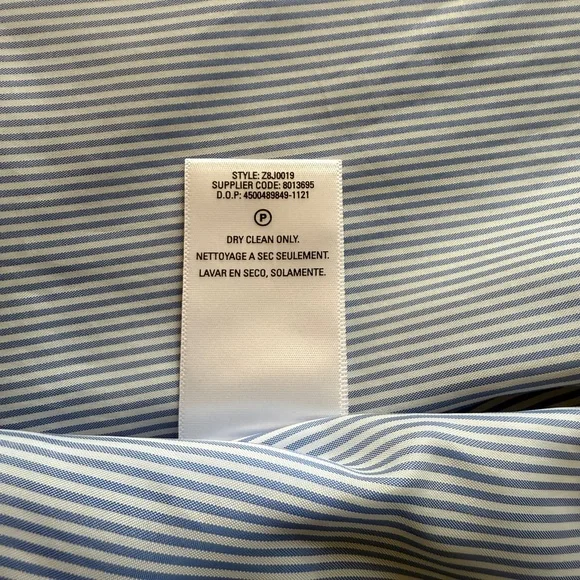 STYLE: Z8J0019
SUPPLIER CODE: 8013695
D.O.P: 4500489849-1121
P
DRY CLEAN ONLY.
NETTOYAGE A SEC SEULEMENT.
LAVAR EN SECO, SOLAMENTE.